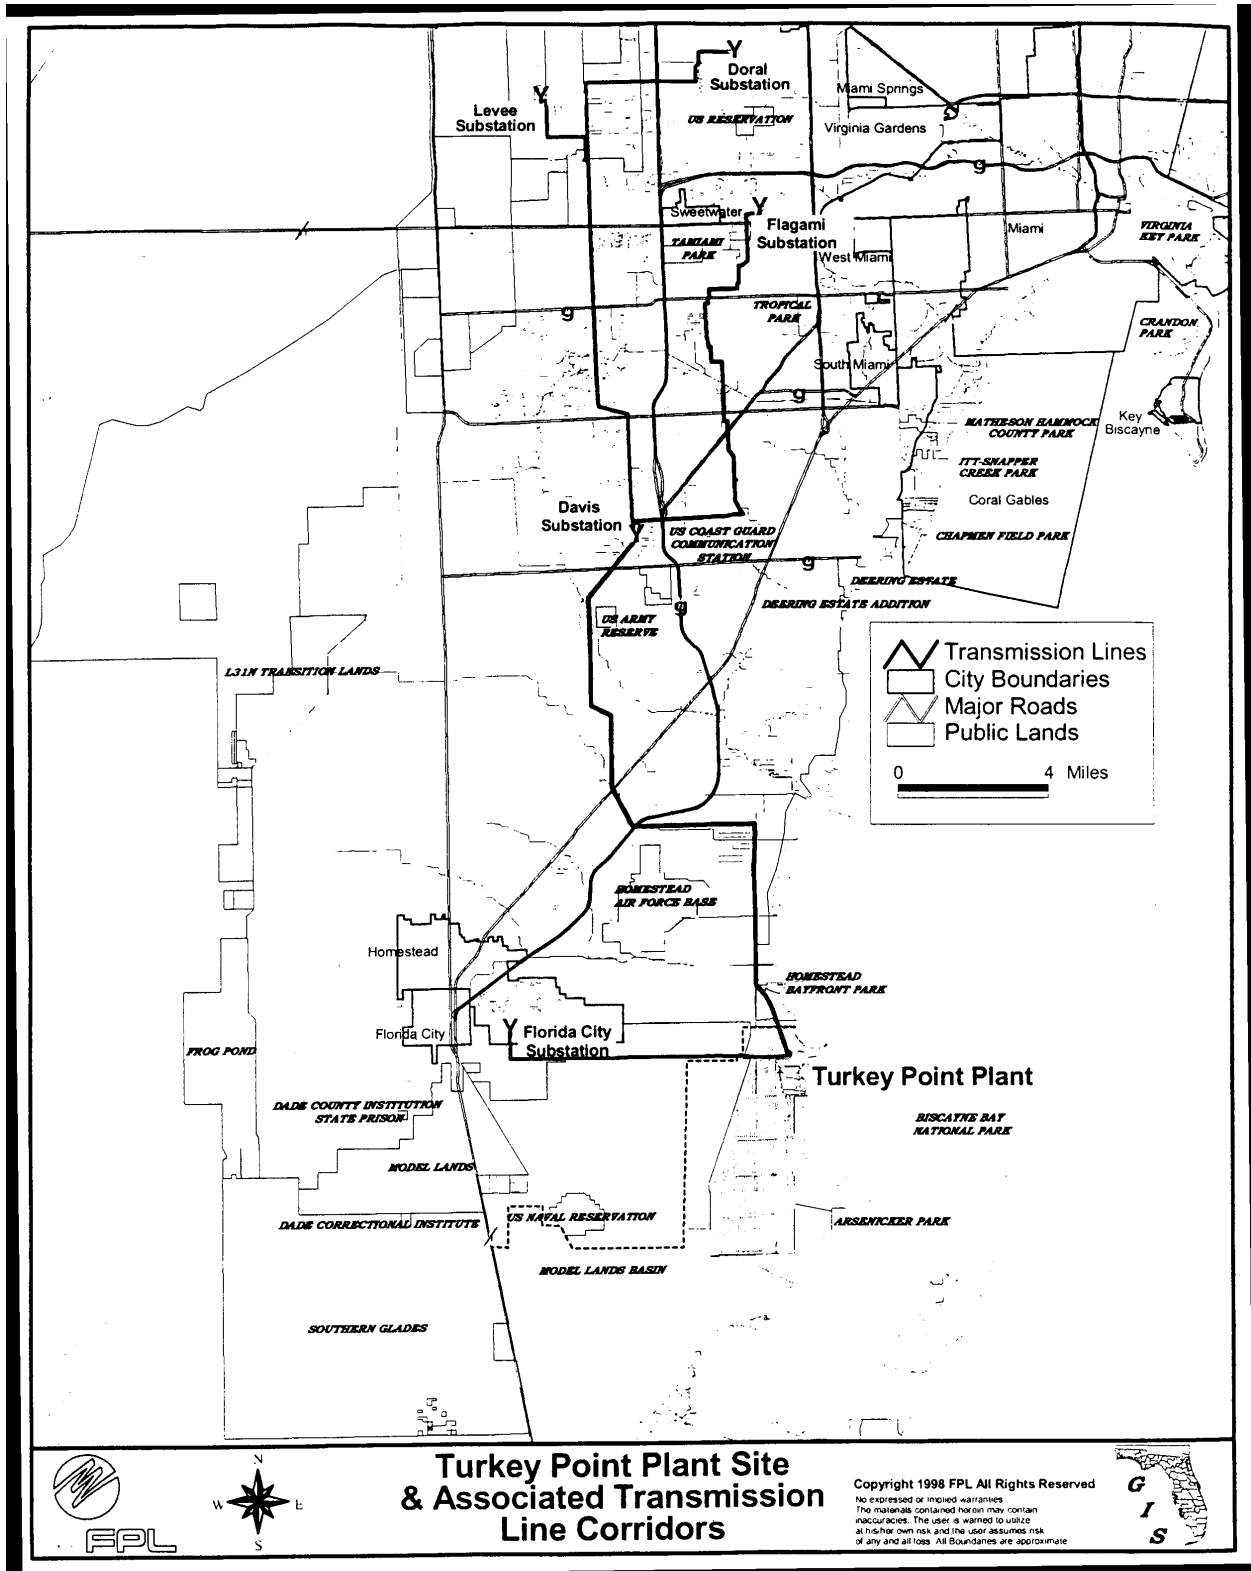 Doral
Substation
Miami Springs
Levee
Substation
US RESERVATION
Virginia Gardens
g
Sweetwater
Flagami
Substation
TAMIAMI
PARK
West Miami
Miami
VIRGINIA
KEY PARK
TROPICAL
PARK
g
CRANDON
PARK
South Miami
g
MATHESON HAMMOCK
COUNTY PARK
Key
Biscayne
ITT-SNAPPER
CREEK PARK
Coral Gables
Davis
Substation
US COAST GUARD
COMMUNICATION
STATION
CHAPMEN FIELD PARK
g
DEERING ESTATE
DEERING ESTATE ADDITION
g
US ARMY
RESERVE
L31N TRANSITION LANDS
Transmission Lines
City Boundaries
Major Roads
Public Lands
0 4 Miles
HOMESTEAD
AIR FORCE BASE
Homestead
HOMESTEAD
BAYFRONT PARK
Florida City
Florida City
Substation
FROG POND
Turkey Point Plant
DADE COUNTY INSTITUTION
STATE PRISON
BISCAYNE BAY
NATIONAL PARK
MODEL LANDS
US NAVAL RESERVATION
DADE CORRECTIONAL INSTITUTE
ARSENICKER PARK
MODEL LANDS BASIN
SOUTHERN GLADES
FPL
N
W E
S
Turkey Point Plant Site
& Associated Transmission
Line Corridors
Copyright 1998 FPL All Rights Reserved
No expressed or implied warranties
The materials contained herein may contain
inaccuracies. The user is warned to utilize
at his/her own risk and the user assumes risk
of any and all loss. All Boundaries are approximate
G
I
S